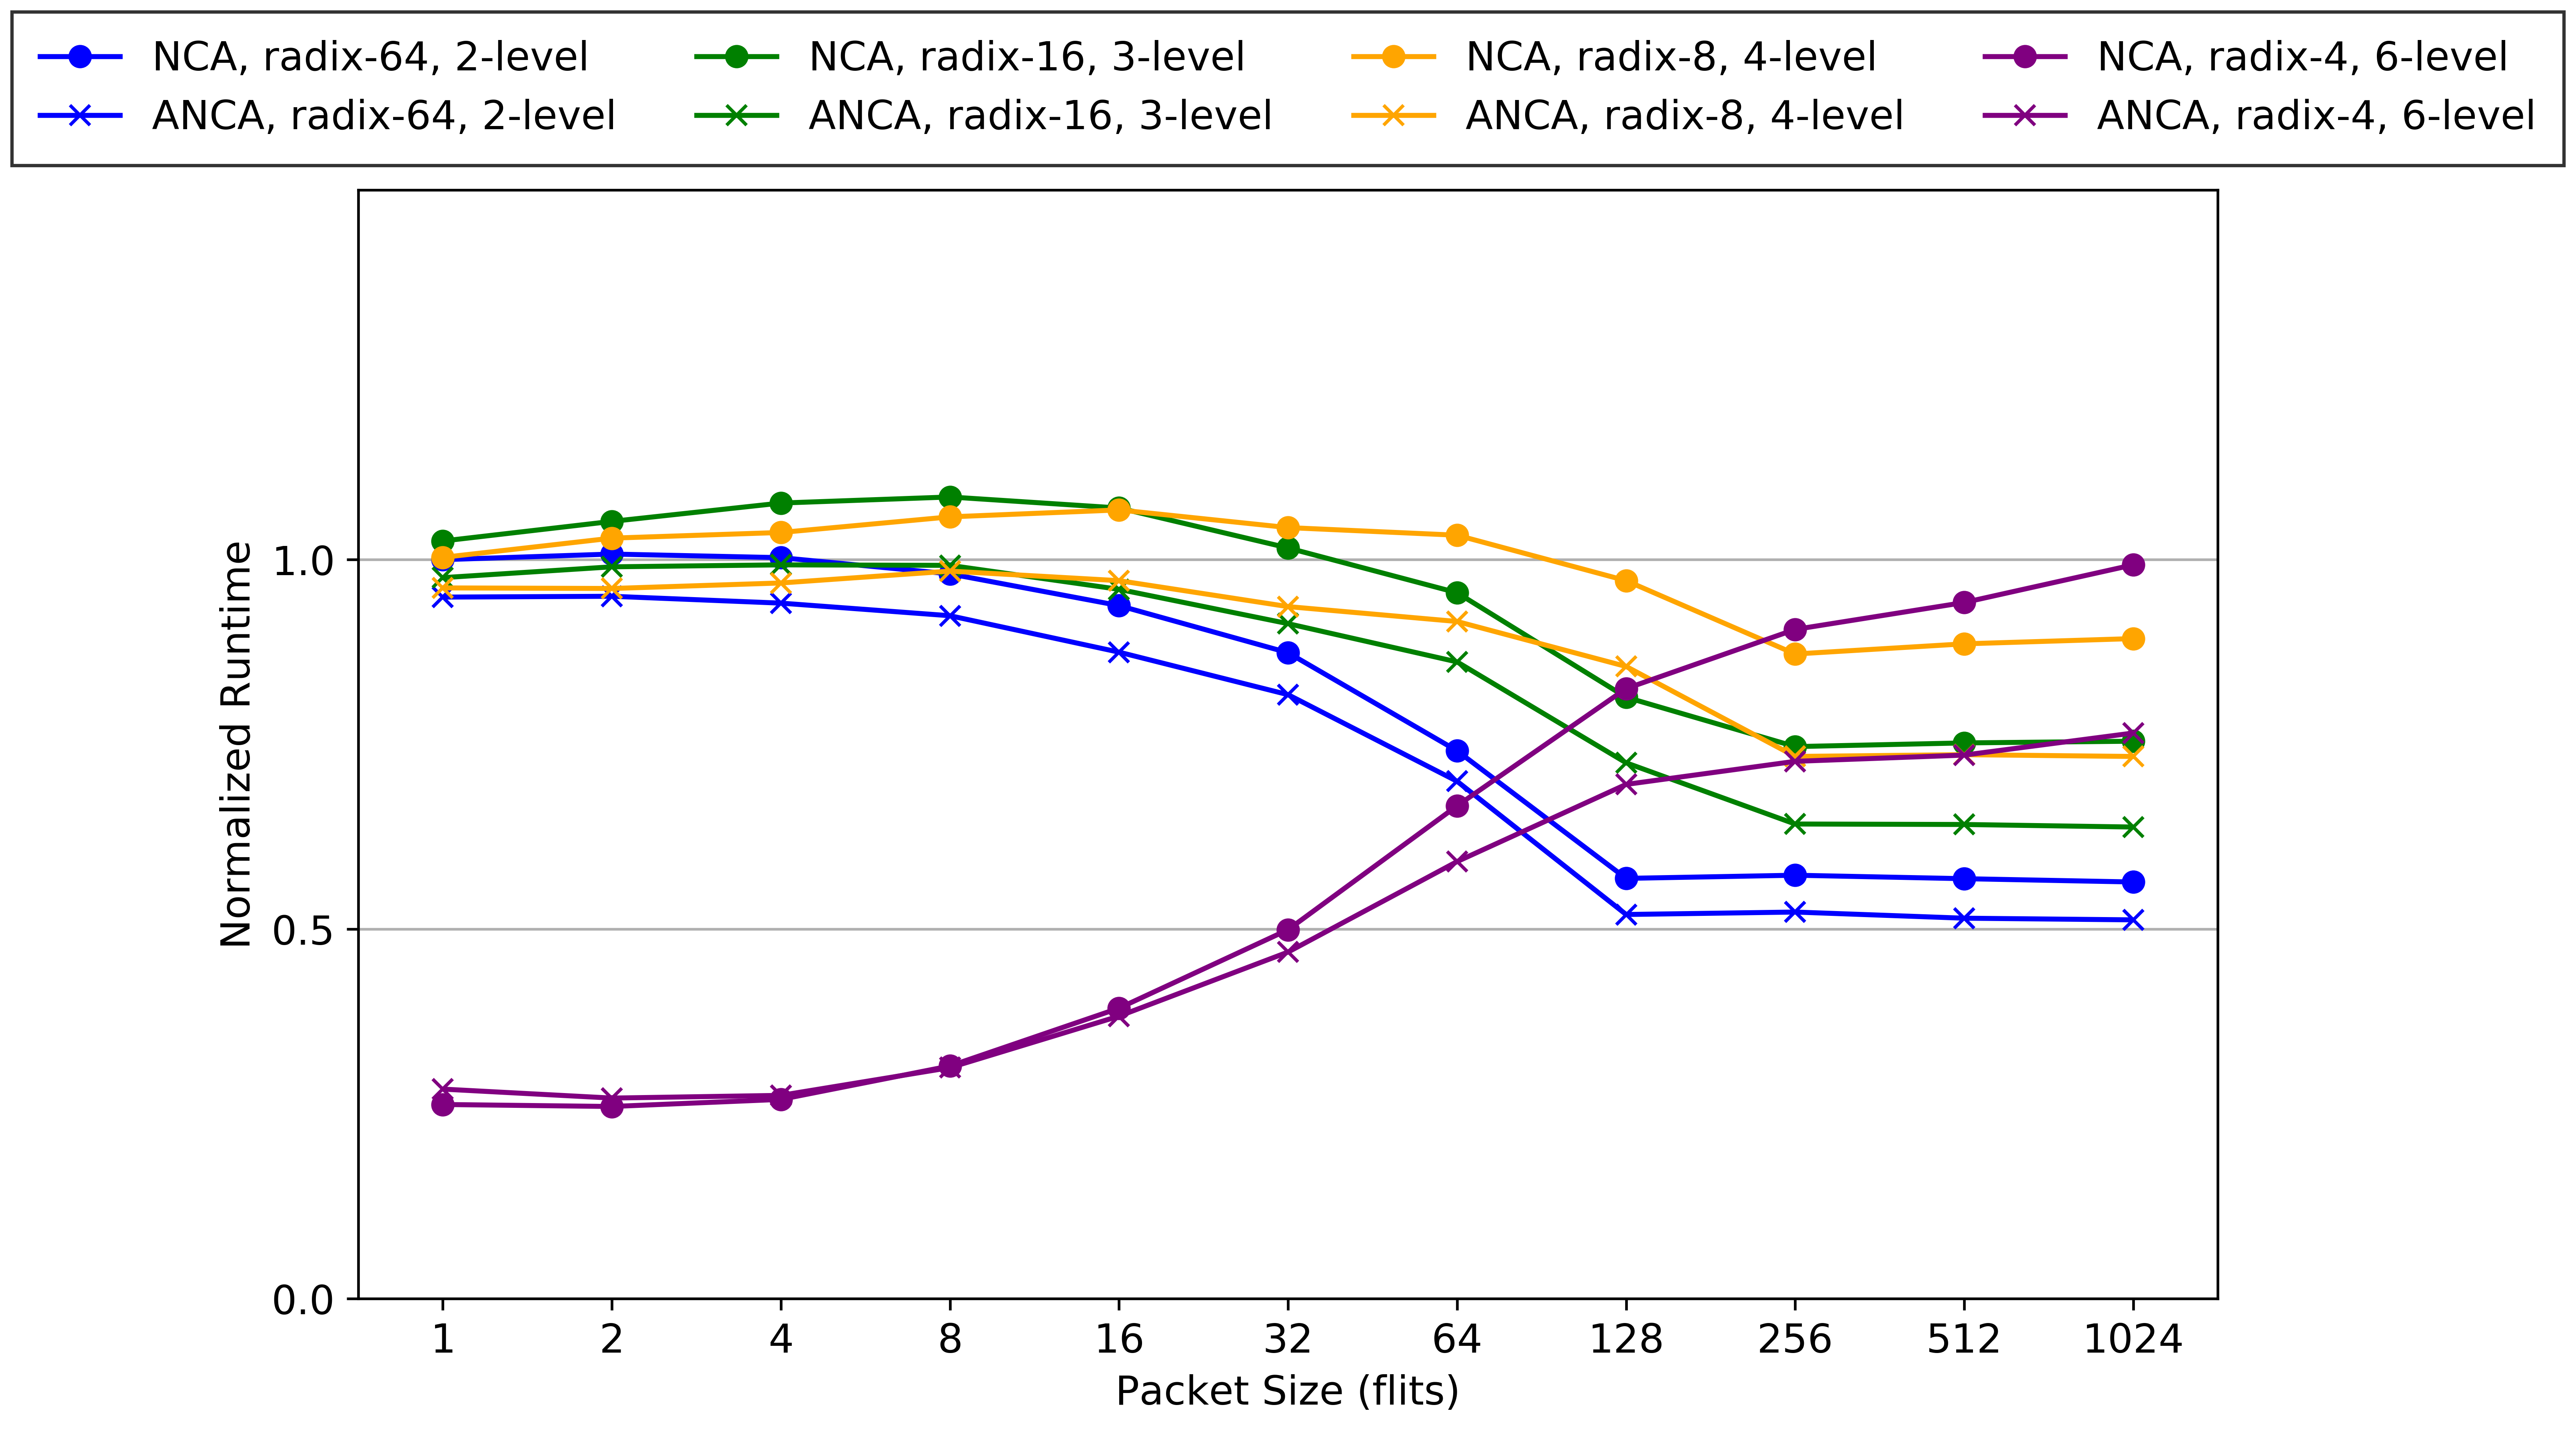 NCA, radix-64, 2-level
NCA, radix-16, 3-level
NCA, radix-8, 4-level
NCA, radix-4, 6-level
ANCA, radix-64, 2-level
ANCA, radix-16, 3-level
ANCA, radix-8, 4-level
ANCA, radix-4, 6-level
Normalized Runtime
1.0
0.5
0.0
1 2 4 8 16 32 64 128 256 512 1024
Packet Size (flits)